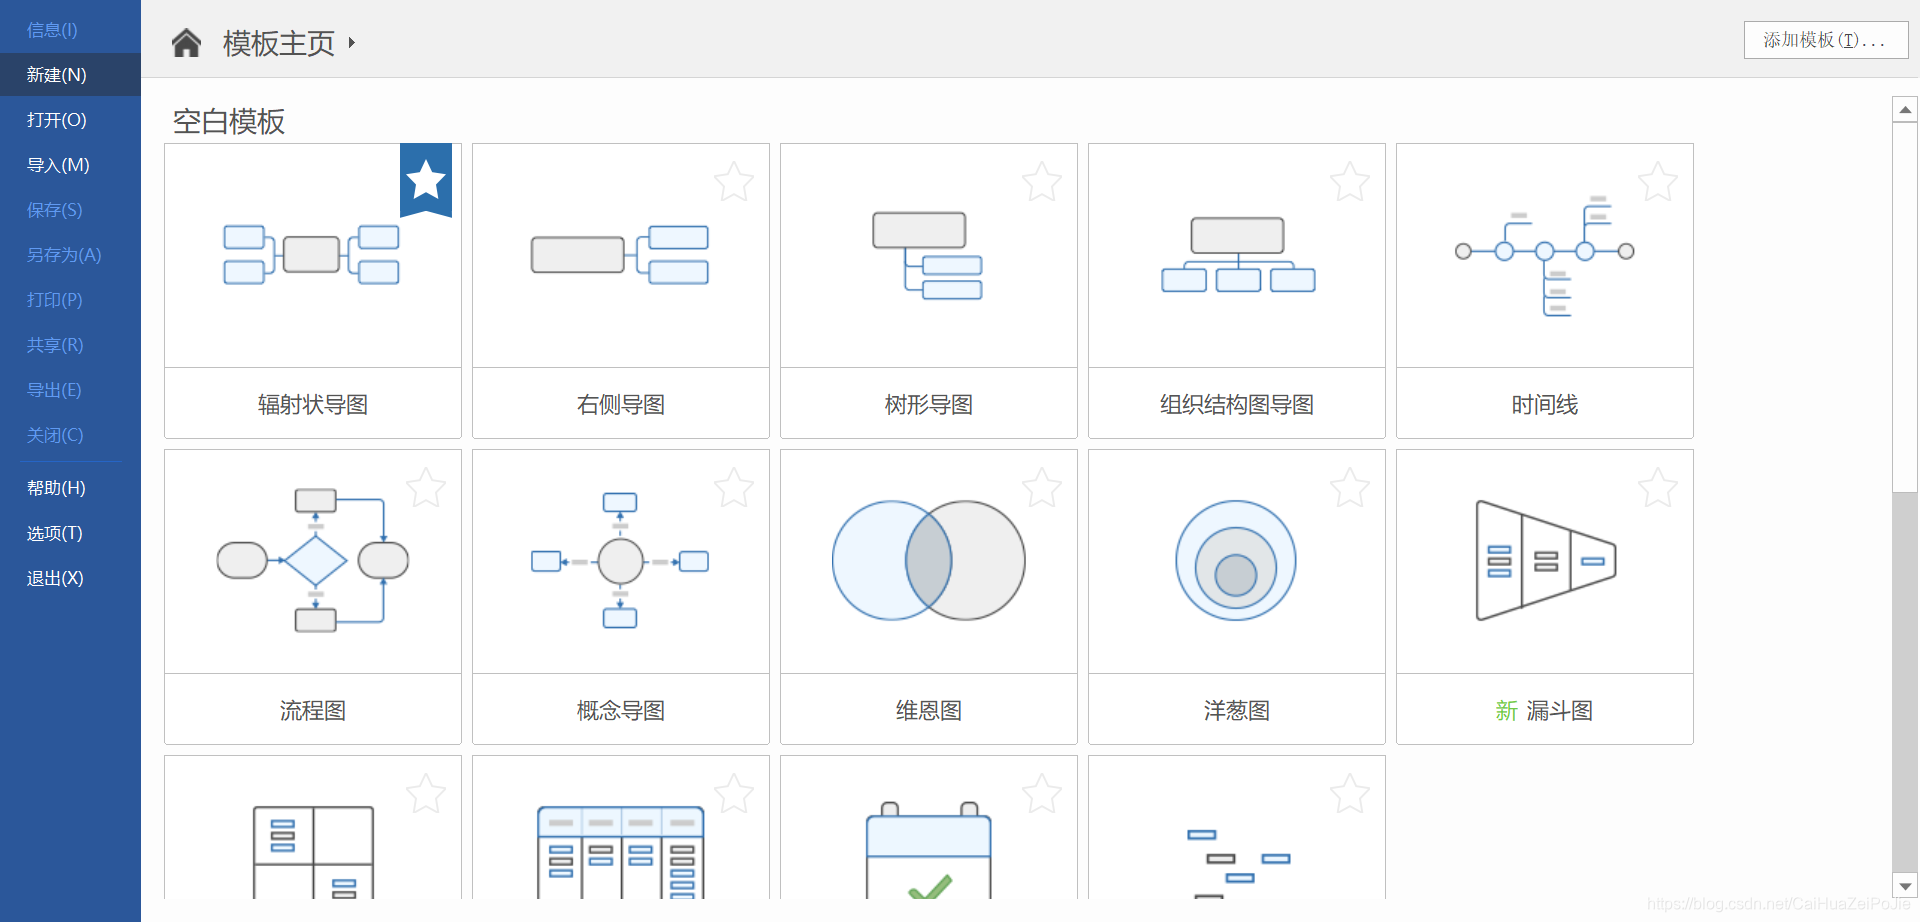 信息(I)
新建(N)
打开(O)
导入(M)
保存(S)
另存为(A)
打印(P)
共享(R)
导出(E)
关闭(C)
帮助(H)
选项(T)
退出(X)
模板主页
添加模板(T)...
空白模板
辐射状导图
右侧导图
树形导图
组织结构图导图
时间线
流程图
概念导图
维恩图
洋葱图
新 漏斗图
https://blog.csdn.net/CaiHuaZeiPoJie